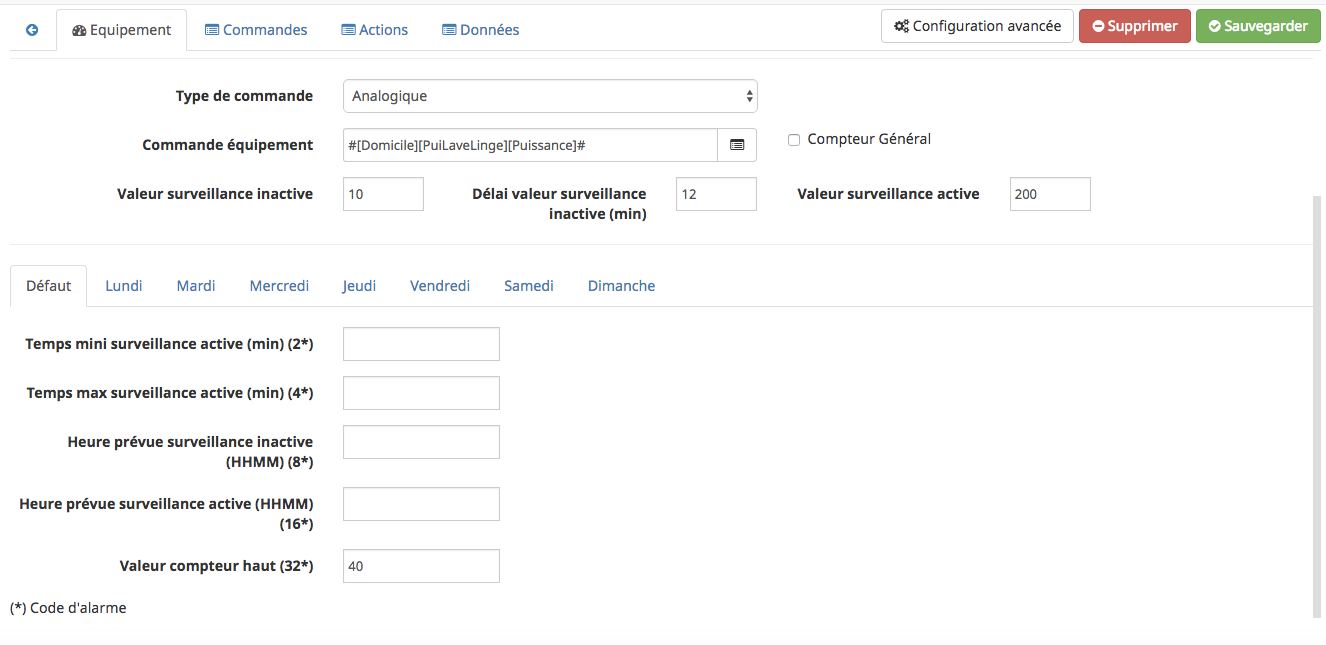 Equipement Commandes Actions Données Configuration avancée Supprimer Sauvegarder
Type de commande Analogique
Commande équipement #[Domicile][PuiLaveLinge][Puissance]# Compteur Général
Valeur surveillance inactive 10 Délai valeur surveillance 12 Valeur surveillance active 200
inactive (min)
Défaut Lundi Mardi Mercredi Jeudi Vendredi Samedi Dimanche
Temps mini surveillance active (min) (2*)
Temps max surveillance active (min) (4*)
Heure prévue surveillance inactive
(HHMM) (8*)
Heure prévue surveillance active (HHMM)
(16*)
Valeur compteur haut (32*) 40
(*) Code d'alarme